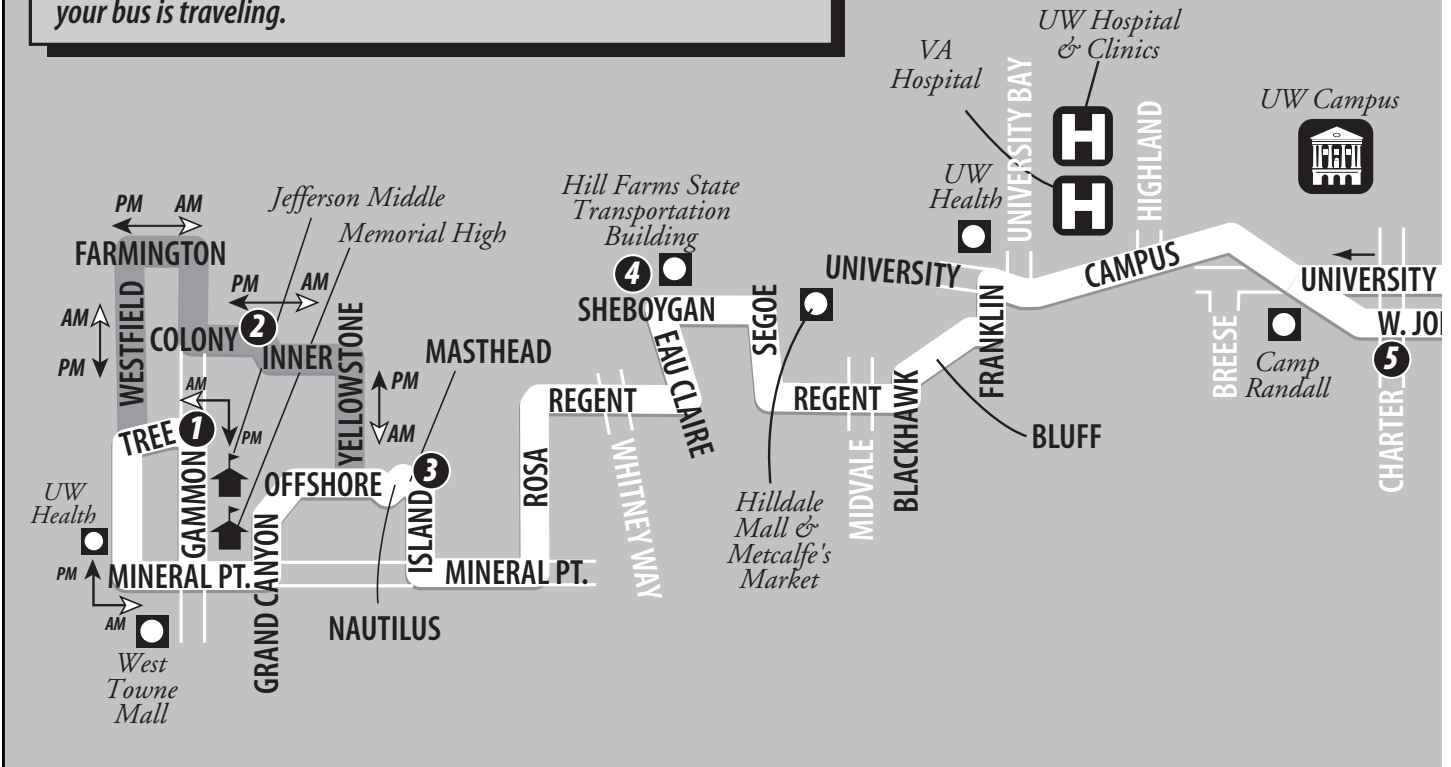 your bus is traveling.
UW Hospital
& Clinics
VA
Hospital
UNIVERSITY BAY
HIGHLAND
UW Campus
H
H
UW
Health
Hill Farms State
Transportation
Building
Jefferson Middle
Memorial High
PM AM
FARMINGTON
PM AM
AM
PM
WESTFIELD
COLONY
2
INNER
YELLOWSTONE
MASTHEAD
PM
AM
AM
PM
TREE
1
GAMMON
OFFSHORE
3
ISLAND
UW
Health
PM
AM
MINERAL PT.
GRAND CANYON
MINERAL PT.
NAUTILUS
West
Towne
Mall
ROSA
REGENT
WHITNEY WAY
4
SHEBOYGAN
EAU CLAIRE
SEGOE
REGENT
Hilldale
Mall &
Metcalfe's
Market
MIDVALE
BLACKHAWK
BLUFF
UNIVERSITY
FRANKLIN
CAMPUS
UNIVERSITY
BREESE
Camp
Randall
W. JO
5
CHARTER